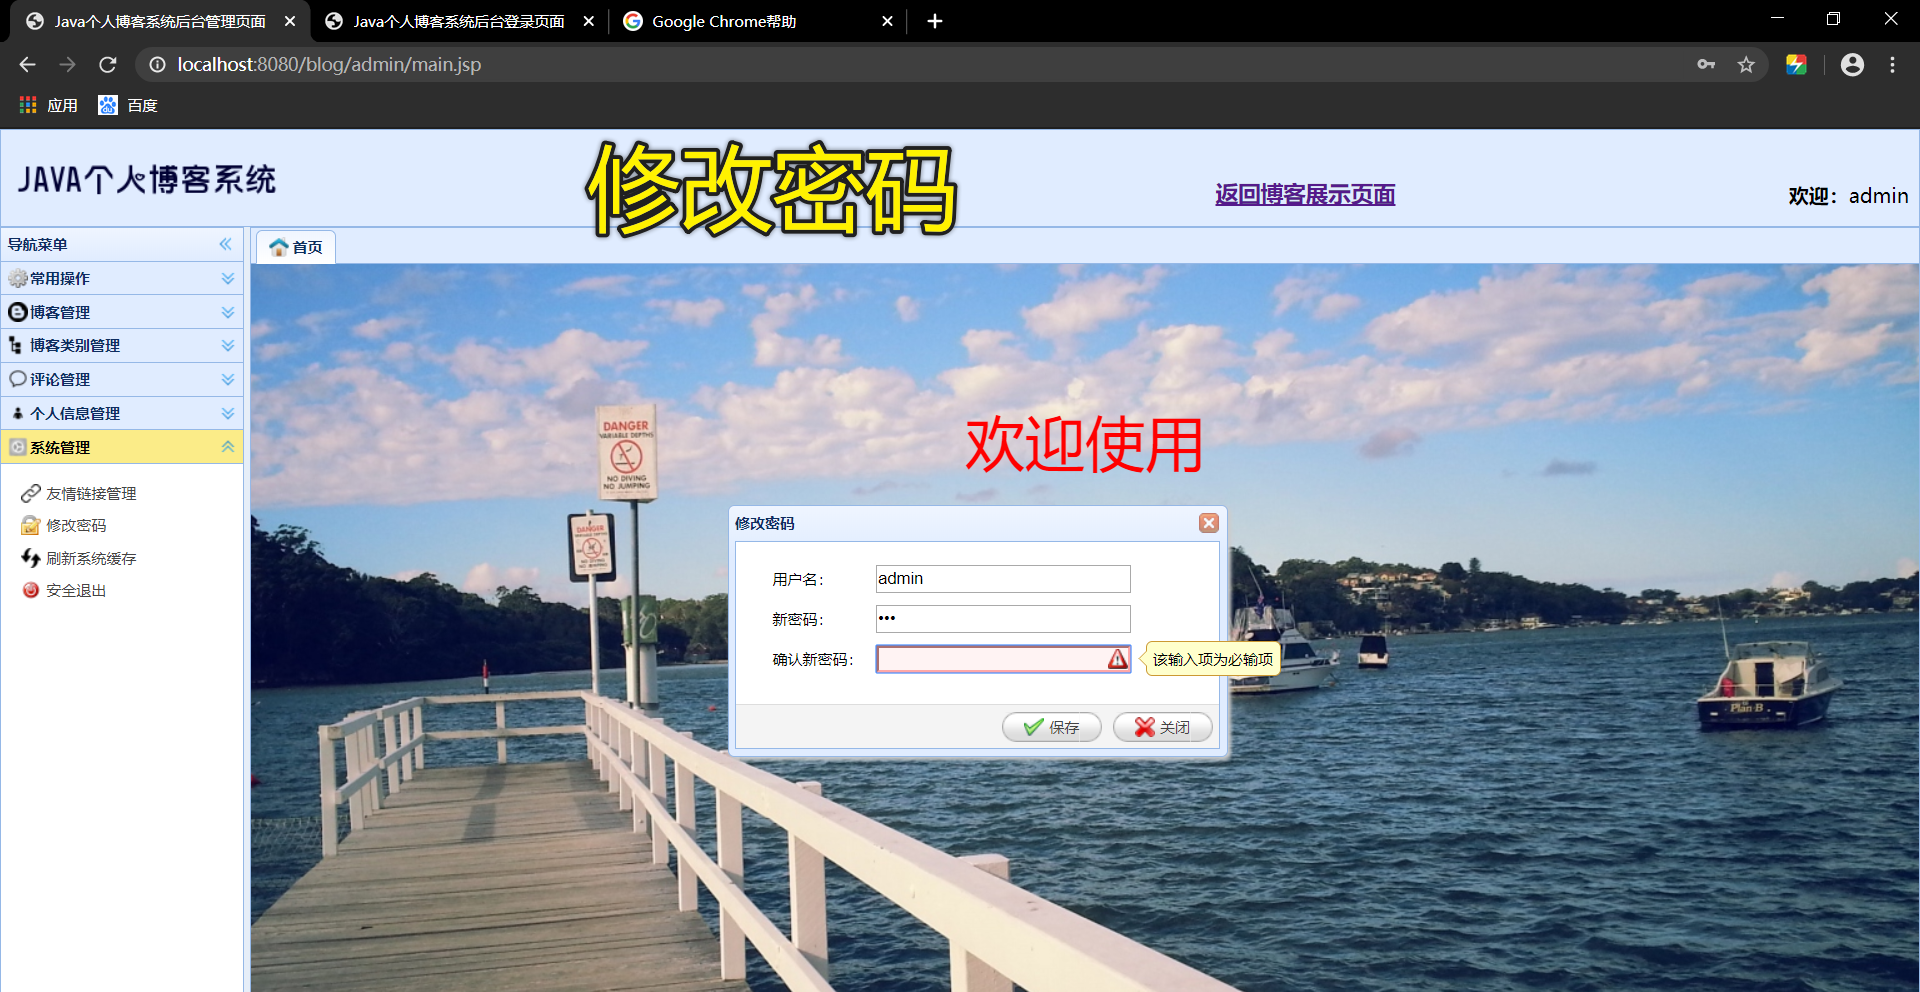 Java个人博客系统后台管理页面
Java个人博客系统后台登录页面
Google Chrome帮助
localhost:8080/blog/admin/main.jsp
应用
百度
JAVA个人博客系统
修改密码
返回博客展示页面
欢迎：admin
导航菜单
首页
常用操作
博客管理
博客类别管理
评论管理
个人信息管理
系统管理
友情链接管理
修改密码
刷新系统缓存
安全退出
欢迎使用
DANGER
VARIABLE DEPTHS
NO DIVING
NO JUMPING
DANGER
修改密码
用户名：
admin
新密码：
•••
确认新密码：
该输入项为必输项
保存
关闭
Plan B